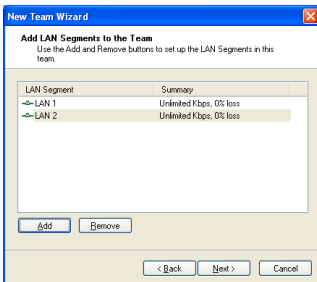 New Team Wizard
Add LAN Segments to the Team
Use the Add and Remove buttons to set up the LAN Segments in this
team.
LAN Segment Summary
LAN 1 Unlimited Kbps, 0% loss
LAN 2 Unlimited Kbps, 0% loss
Add Remove
< Back Next > Cancel